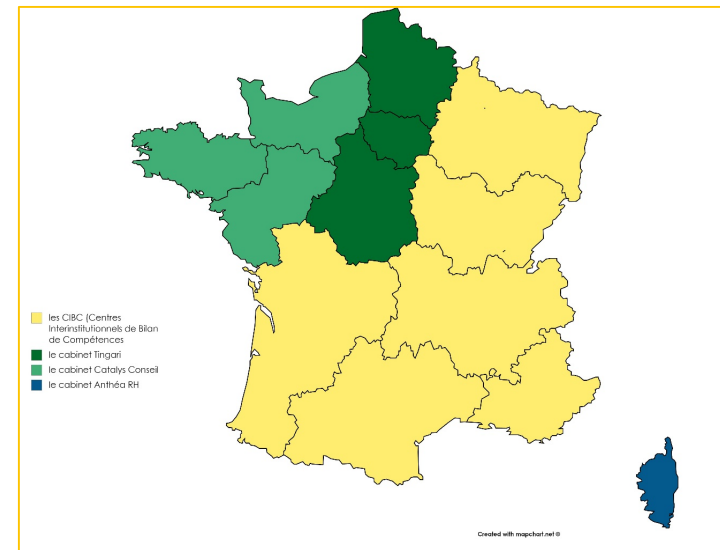 les CIBC (Centres
Interinstitutionnels de Bilan
de Compétences
le cabinet Tingari
le cabinet Catalys Conseil
le cabinet Anthéa RH
Created with mapchart.net ©